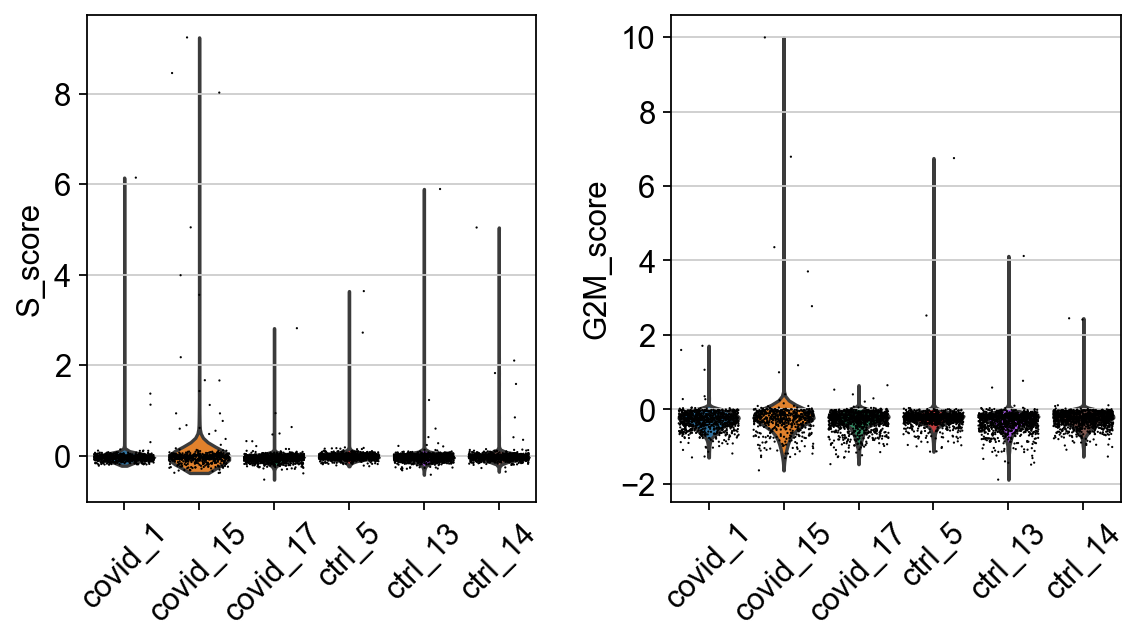 S_score
8
6
4
2
0
covid_1
covid_15
covid_17
ctrl_5
ctrl_13
ctrl_14
G2M_score
10
8
6
4
2
0
−2
covid_1
covid_15
covid_17
ctrl_5
ctrl_13
ctrl_14